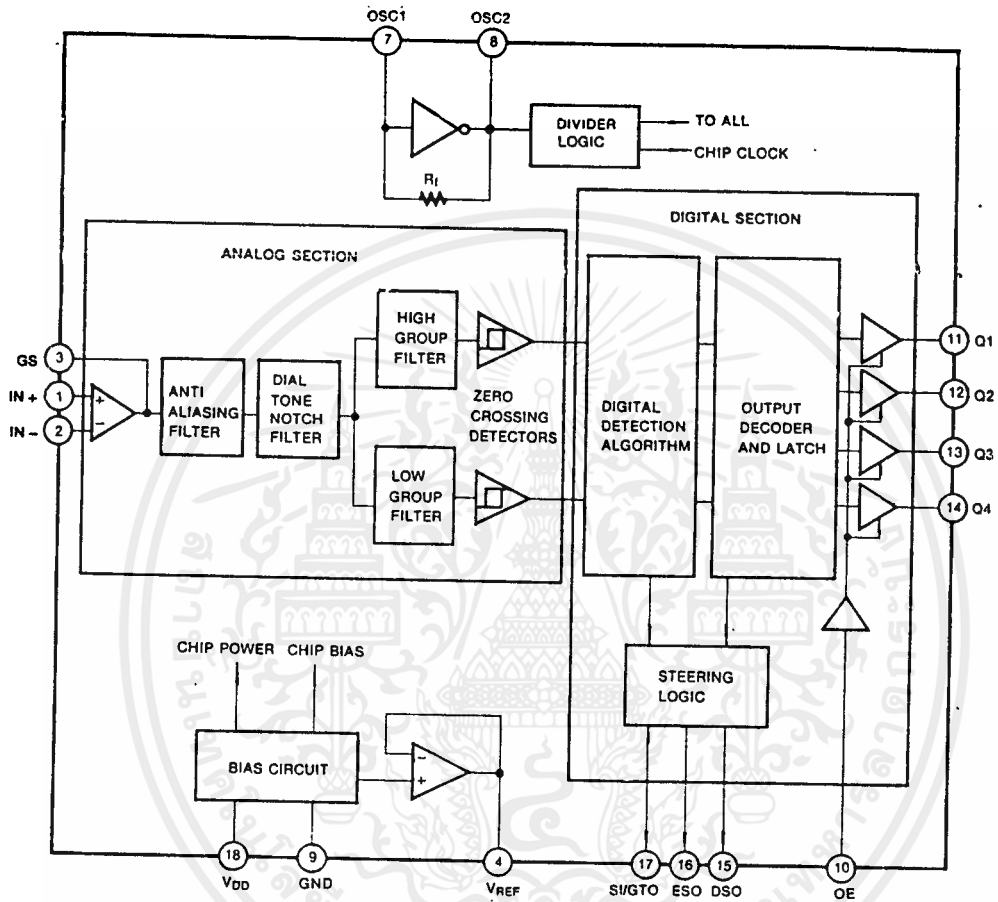 OSC1 OSC2
7 8
DIVIDER
LOGIC
TO ALL
CHIP CLOCK
Rf
DIGITAL SECTION
ANALOG SECTION
GS 3
IN + 1
IN - 2
+
-
ANTI
ALIASING
FILTER
DIAL
TONE
NOTCH
FILTER
HIGH
GROUP
FILTER
ZERO
CROSSING
DETECTORS
LOW
GROUP
FILTER
DIGITAL
DETECTION
ALGORITHM
OUTPUT
DECODER
AND LATCH
11 Q1
12 Q2
13 Q3
14 Q4
STEERING
LOGIC
CHIP POWER CHIP BIAS
BIAS CIRCUIT
-
+
18 9 4 17 16 15 10
VDD GND VREF SI/GTO ESO DSO OE